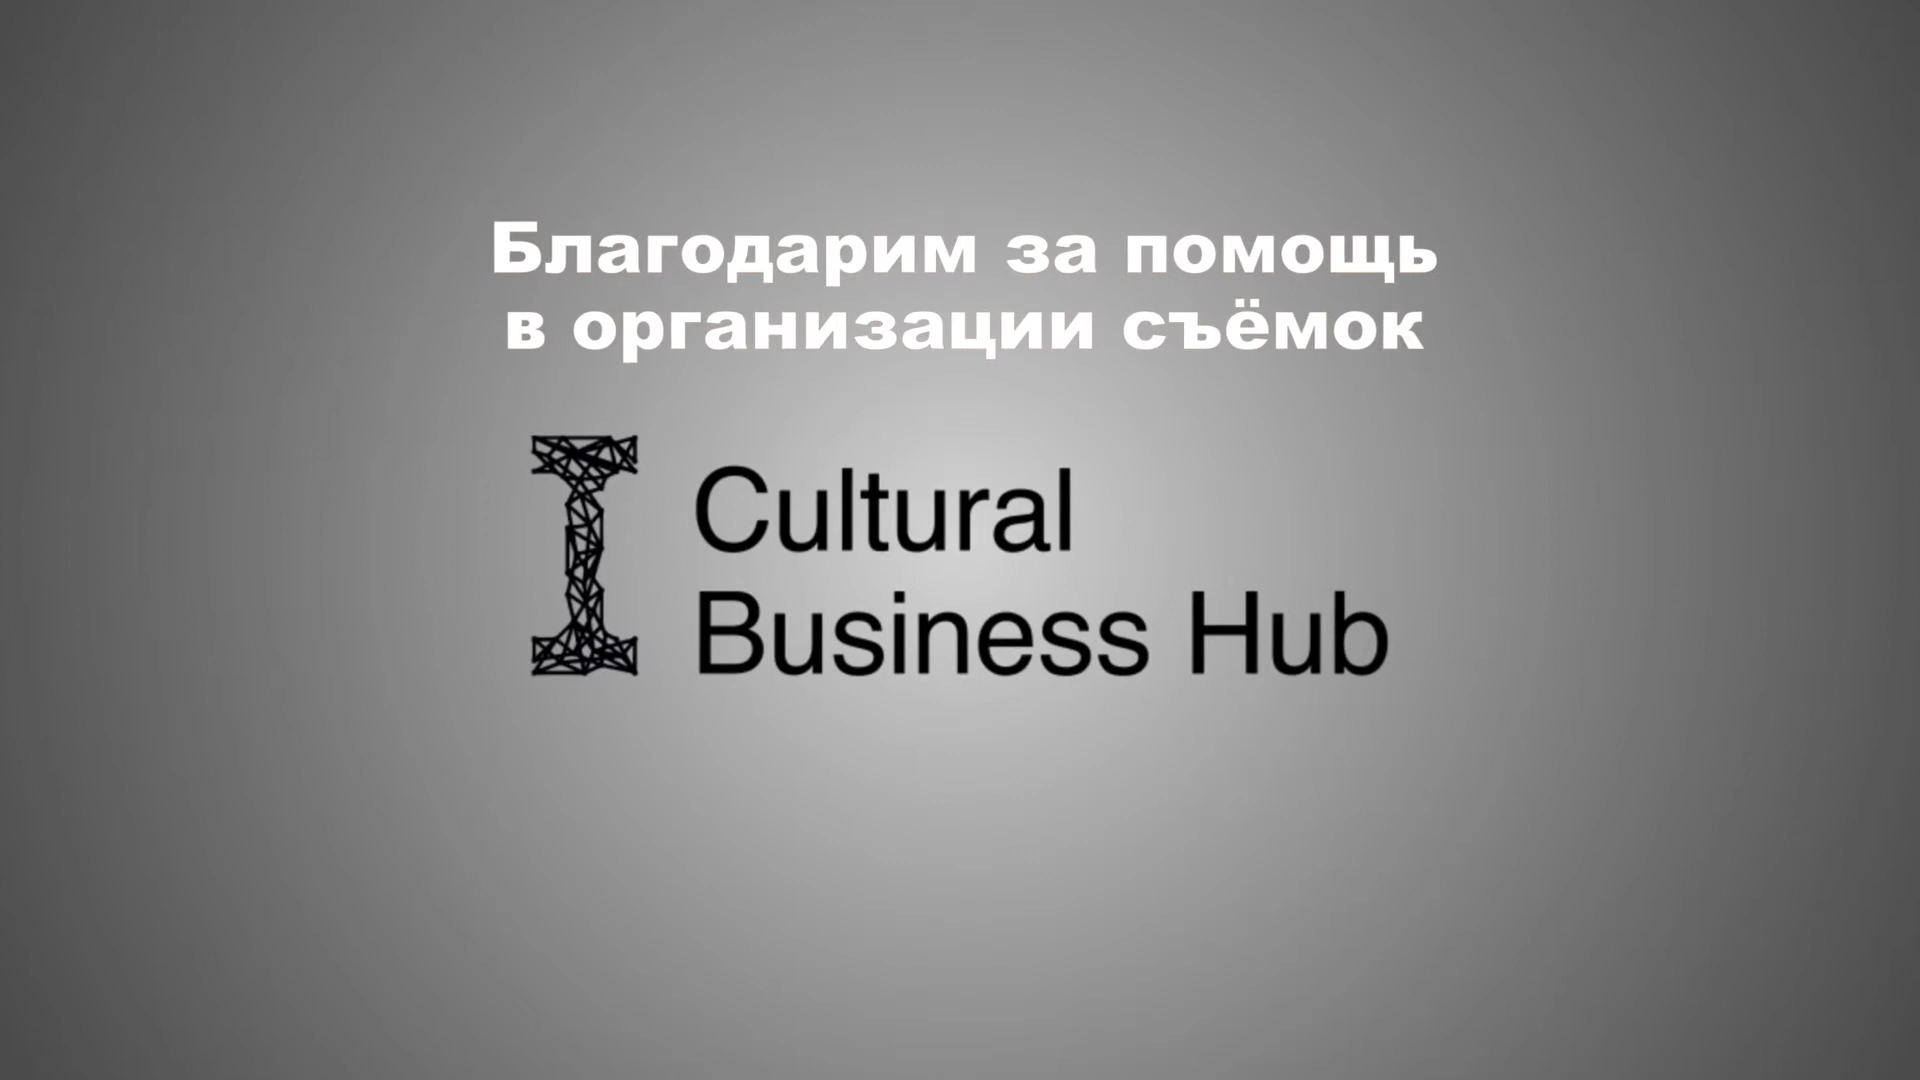 Благодарим за помощь
в организации съёмок
Cultural
Business Hub